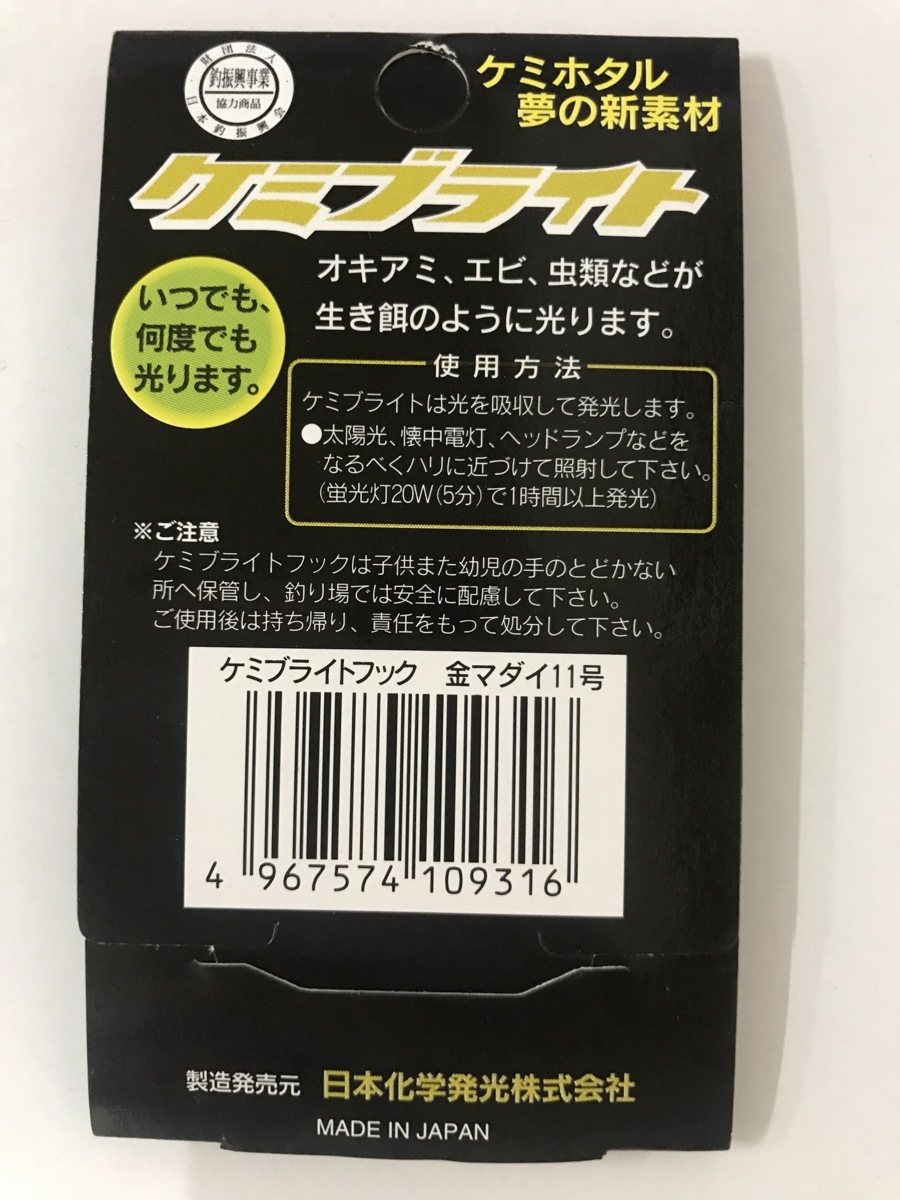 財団法人
釣振興事業
協力商品
日本釣振興会
ケミホタル
夢の新素材
ケミブライト
いつでも、
何度でも
光ります。
オキアミ、エビ、虫類などが
生き餌のように光ります。
使用方法
ケミブライトは光を吸収して発光します。
●太陽光、懐中電灯、ヘッドランプなどを
なるべくハリに近づけて照射して下さい。
(蛍光灯20W(5分)で1時間以上発光)
※ご注意
ケミブライトフックは子供また幼児の手のとどかない
所へ保管し、釣り場では安全に配慮して下さい。
ご使用後は持ち帰り、責任をもって処分して下さい。
ケミブライトフック 金マダイ11号
4 967574 109316
製造発売元 日本化学発光株式会社
MADE IN JAPAN